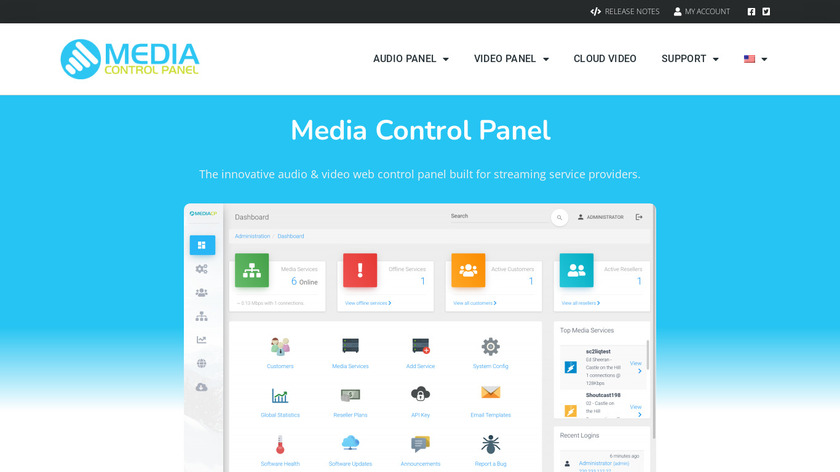 RELEASE NOTES
MY ACCOUNT
MEDIA
CONTROL PANEL
AUDIO PANEL
VIDEO PANEL
CLOUD VIDEO
SUPPORT
Media Control Panel
The innovative audio & video web control panel built for streaming service providers.
MEDIACP
Dashboard
Search
ADMINISTRATOR
Administration
Dashboard
Media Services
6 Online
Offline Services
1
View offline services
Active Customers
1
View all customers
Active Resellers
1
View all resellers
Customers
Media Services
Add Service
System Config
Global Statistics
Reseller Plans
API Key
Email Templates
Software Health
Software Updates
Announcements
Report a Bug
Top Media Services
sc2liqtest
Ed Sheeran -
Castle on the Hill
1 connections @
128Kbps
View
Shoutcast198
03 - Castle on
the Hill
View
Recent Logins
6 minutes ago
Administrator (admin)